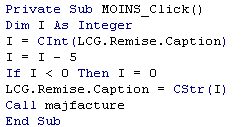 Private Sub MOINS_Click()
Dim I As Integer
I = CInt(LCG.Remise.Caption)
I = I - 5
If I < 0 Then I = 0
LCG.Remise.Caption = CStr(I)
Call majfacture
End Sub